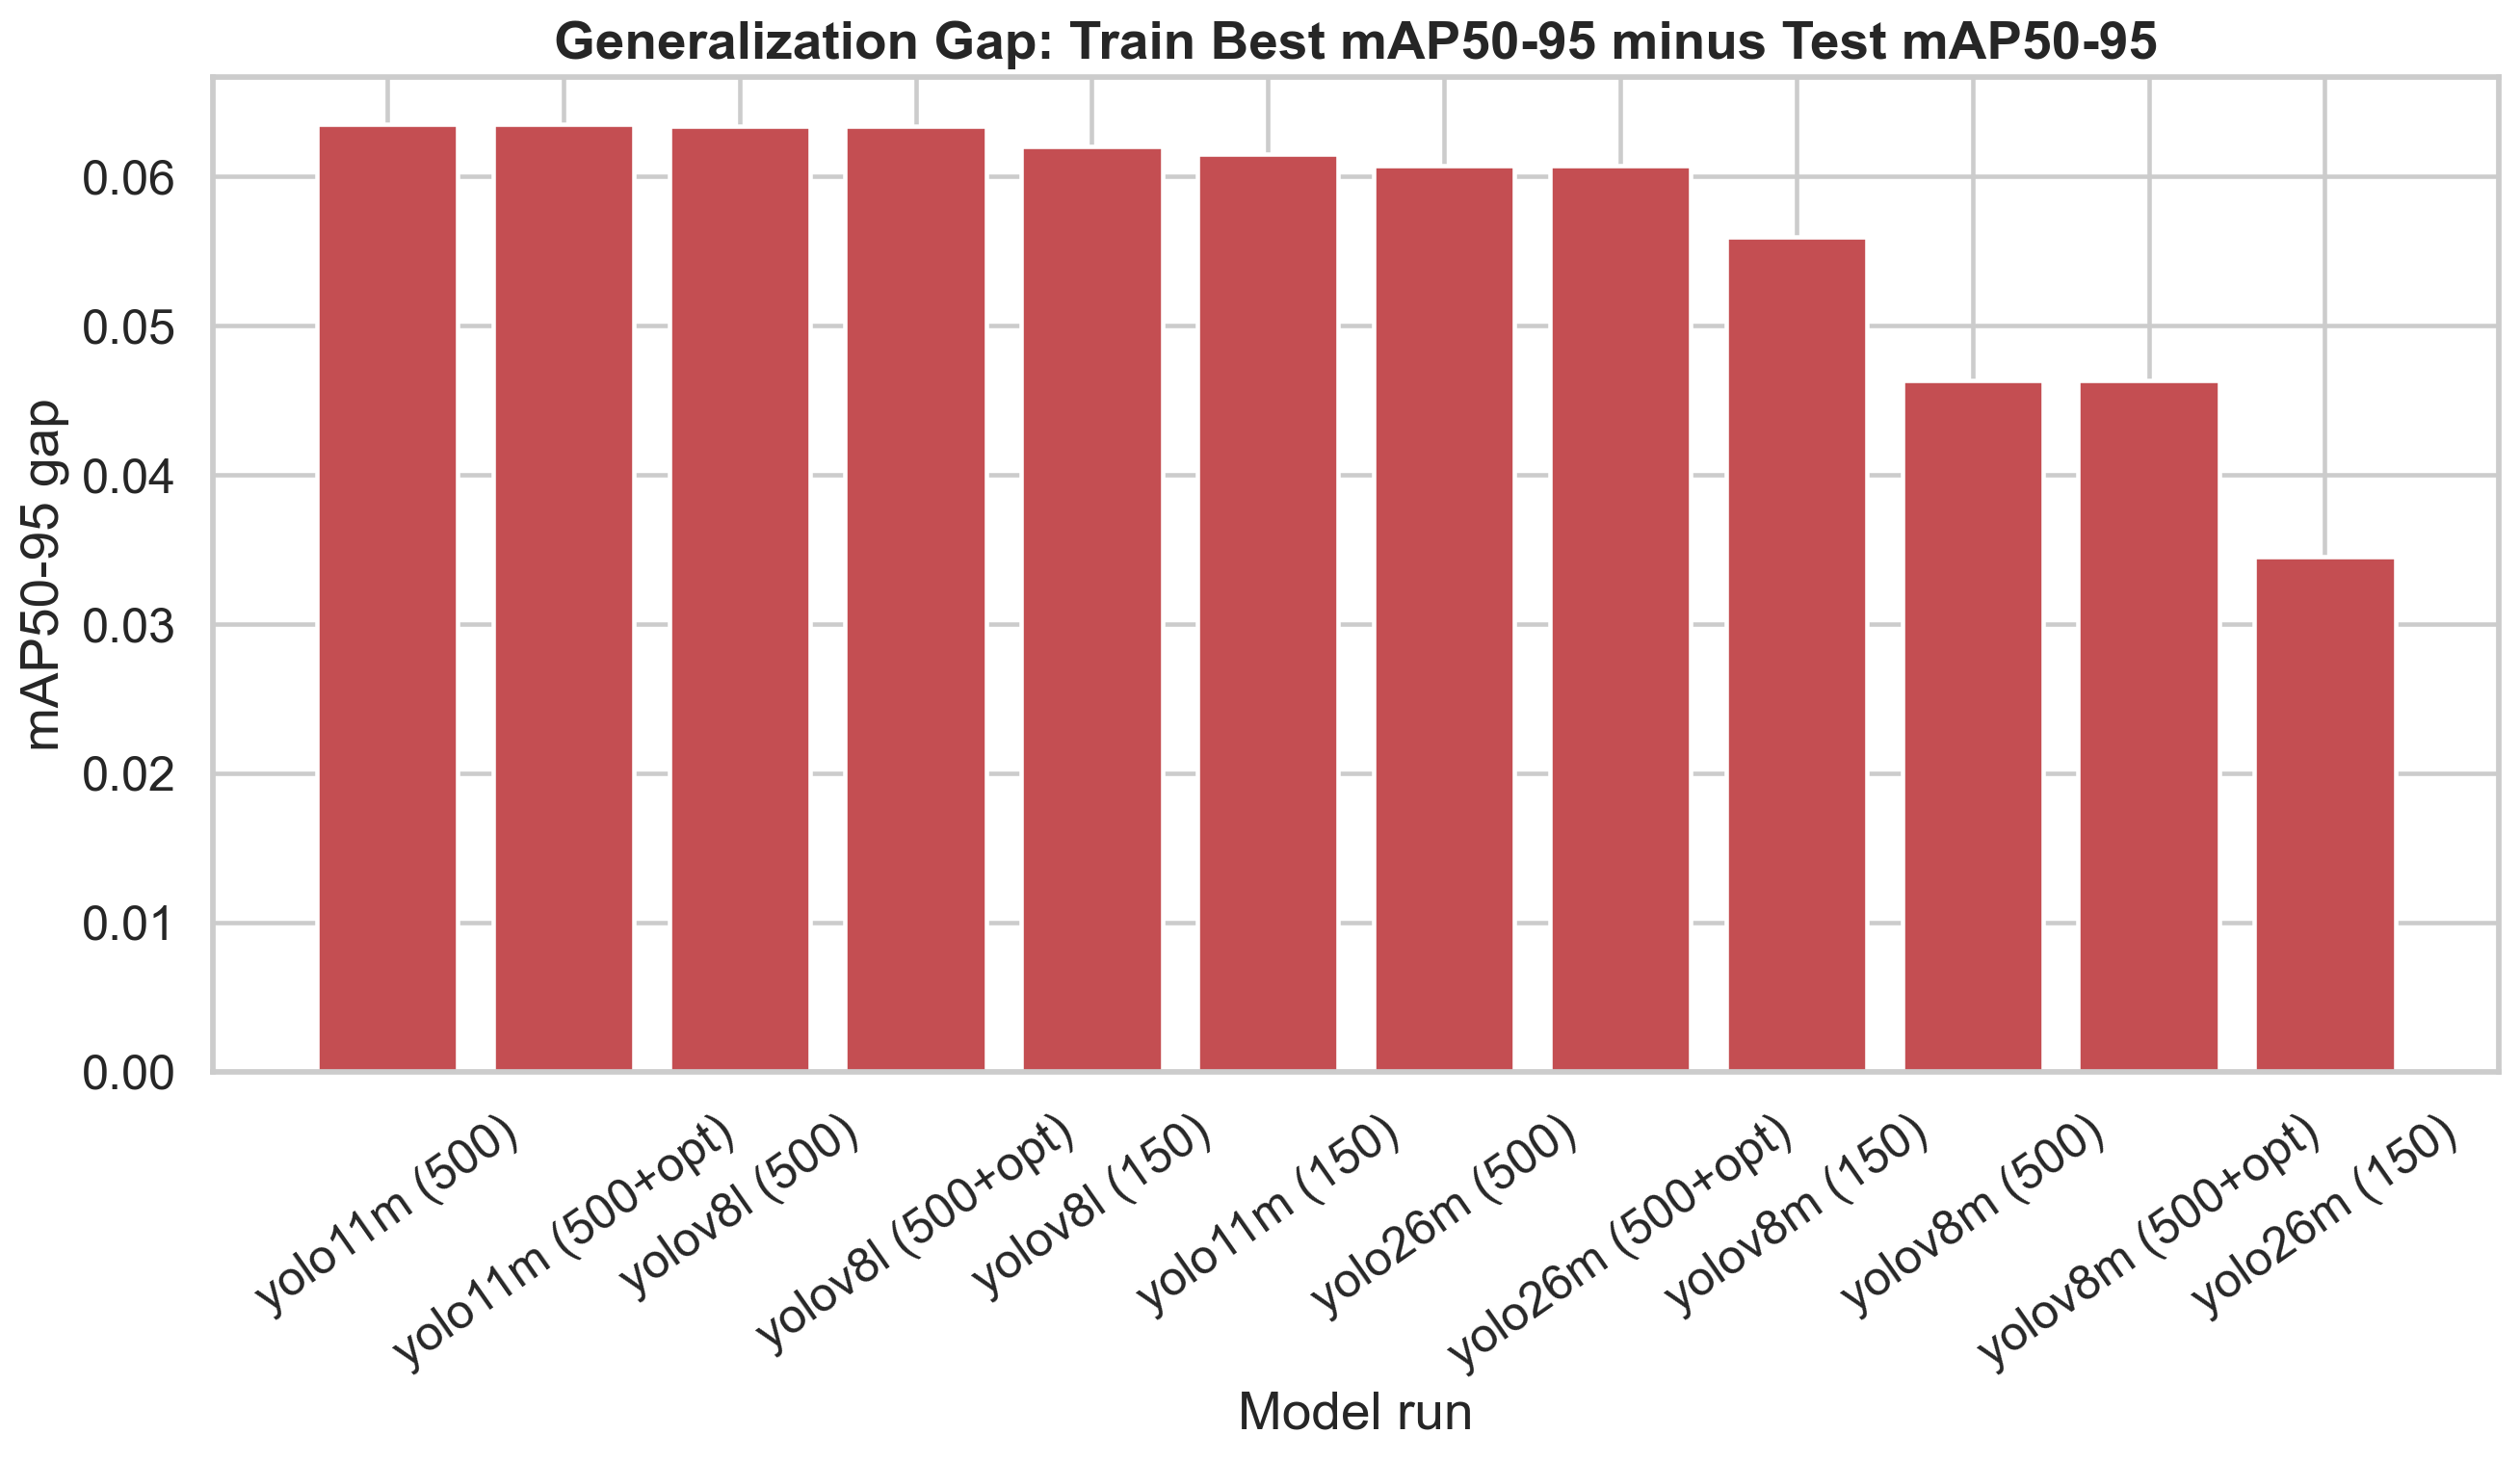 Generalization Gap: Train Best mAP50-95 minus Test mAP50-95
mAP50-95 gap
0.06
0.05
0.04
0.03
0.02
0.01
0.00
yolo11m (500)
yolo11m (500+opt)
yolov8l (500)
yolov8l (500+opt)
yolov8l (150)
yolo11m (150)
yolo26m (500)
yolo26m (500+opt)
yolov8m (150)
yolov8m (500)
yolov8m (500+opt)
yolo26m (150)
Model run